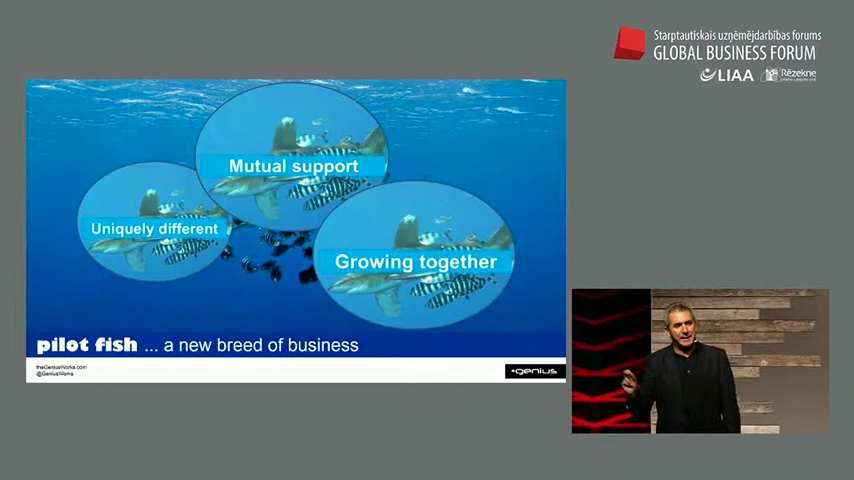 Starptautiskais uzņēmējdarbības forums
GLOBAL BUSINESS FORUM
LIAA
Rēzekne
Mutual support
Uniquely different
Growing together
pilot fish ... a new breed of business
theGeniusWorks.com
@GeniusWorks
genius